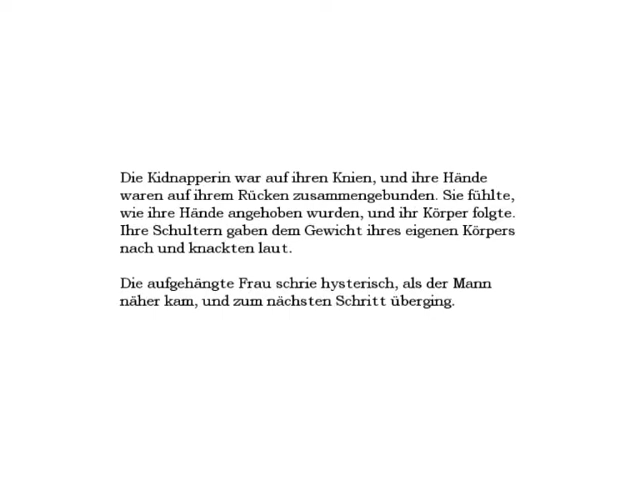 Die Kidnapperin war auf ihren Knien, und ihre Hände
waren auf ihrem Rücken zusammengebunden. Sie fühlte,
wie ihre Hände angehoben wurden, und ihr Körper folgte.
Ihre Schultern gaben dem Gewicht ihres eigenen Körpers
nach und knackten laut.
Die aufgehängte Frau schrie hysterisch, als der Mann
näher kam, und zum nächsten Schritt überging.